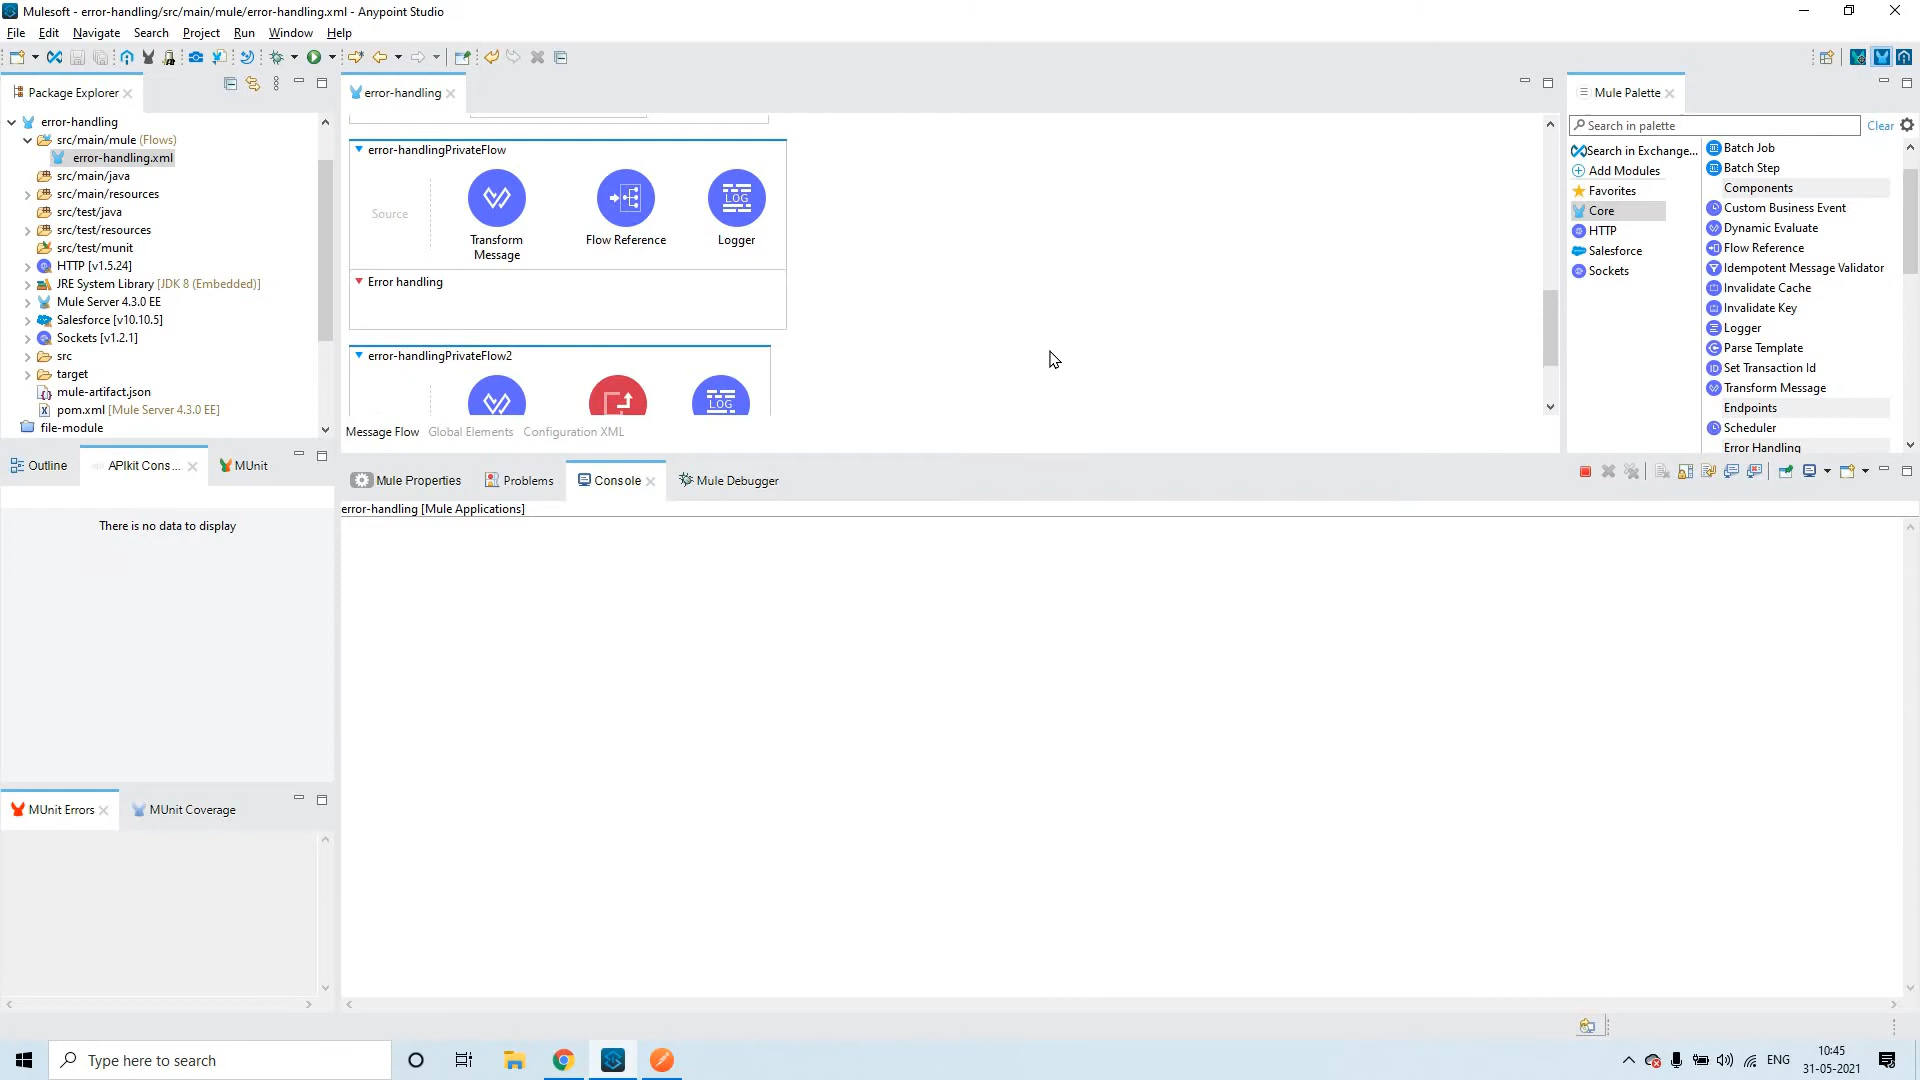 Mulesoft - error-handling/src/main/mule/error-handling.xml - Anypoint Studio
File Edit Navigate Search Project Run Window Help
Package Explorer
error-handling
src/main/mule (Flows)
error-handling.xml
src/main/java
src/main/resources
src/test/java
src/test/resources
src/test/munit
HTTP [v1.5.24]
JRE System Library [JDK 8 (Embedded)]
Mule Server 4.3.0 EE
Salesforce [v10.10.5]
Sockets [v1.2.1]
src
target
mule-artifact.json
pom.xml [Mule Server 4.3.0 EE]
file-module
error-handling
error-handlingPrivateFlow
Source
Transform
Message
Flow Reference
LOG
Logger
Error handling
error-handlingPrivateFlow2
LOG
Message Flow Global Elements Configuration XML
Mule Palette
Search in palette
Clear
Search in Exchange...
Add Modules
Favorites
Core
HTTP
Salesforce
Sockets
Batch Job
Batch Step
Components
Custom Business Event
Dynamic Evaluate
Flow Reference
Idempotent Message Validator
Invalidate Cache
Invalidate Key
Logger
Parse Template
Set Transaction Id
Transform Message
Endpoints
Scheduler
Error Handling
Outline
APIkit Cons...
MUnit
There is no data to display
Mule Properties
Problems
Console
Mule Debugger
error-handling [Mule Applications]
MUnit Errors
MUnit Coverage
Type here to search
ENG
10:45
31-05-2021